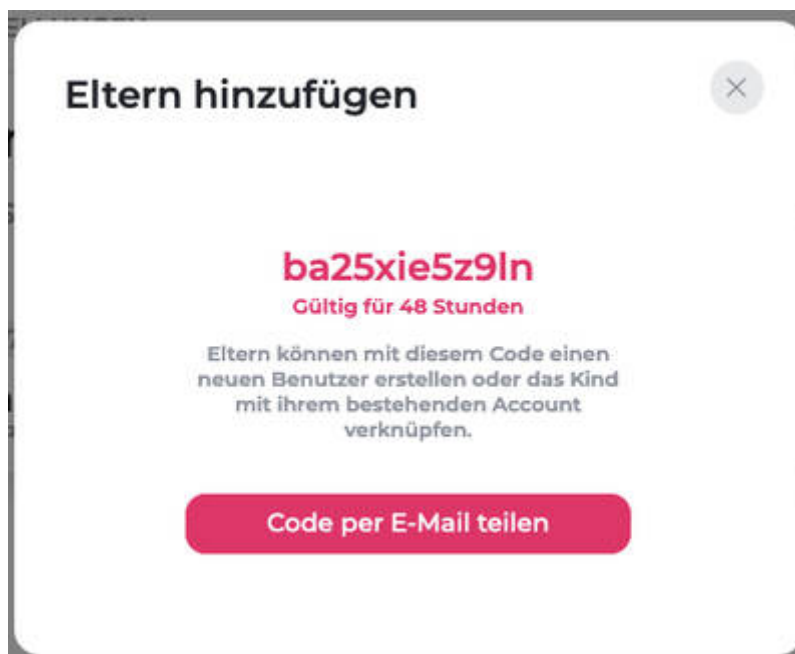 Eltern hinzufügen
ba25xie5z9ln
Gültig für 48 Stunden
Eltern können mit diesem Code einen
neuen Benutzer erstellen oder das Kind
mit ihrem bestehenden Account
verknüpfen.
Code per E-Mail teilen